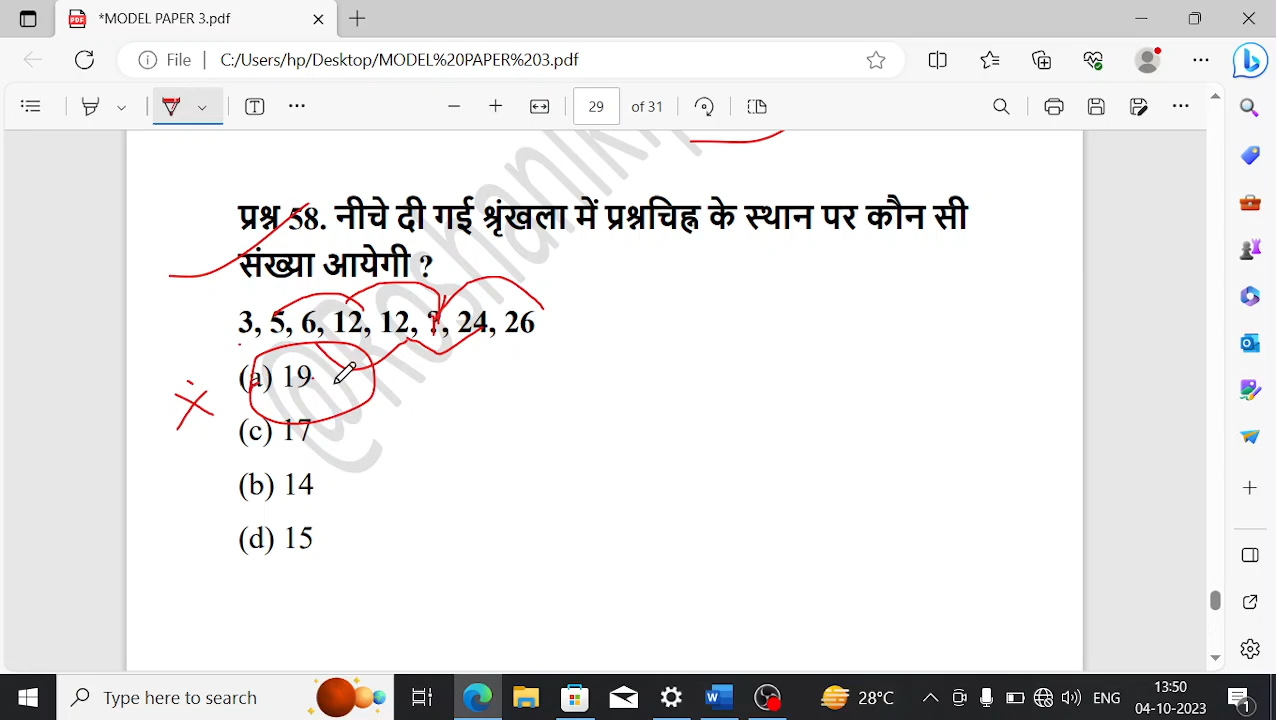 *MODEL PAPER 3.pdf
File
C:/Users/hp/Desktop/MODEL%20PAPER%203.pdf
29 of 31
प्रश्न 58. नीचे दी गई श्रृंखला में प्रश्नचिह्न के स्थान पर कौन सी
संख्या आयेगी ?
3, 5, 6, 12, 12, ?, 24, 26
(a) 19
(c) 17
(b) 14
(d) 15
@Roshani
Type here to search
28°C
ENG
13:50
04-10-2023